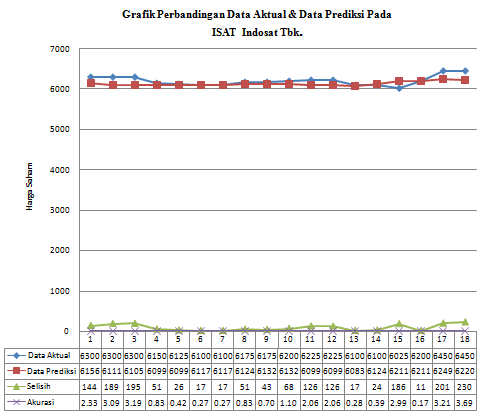 Grafik Perbandingan Data Aktual & Data Prediksi Pada
ISAT Indosat Tbk.
7000
6000
5000
4000
3000
2000
1000
0
Harga Saham
1 2 3 4 5 6 7 8 9 10 11 12 13 14 15 16 17 18
Data Aktual 6300 6300 6300 6150 6125 6100 6100 6175 6175 6200 6225 6225 6100 6100 6025 6200 6450 6450
Data Prediksi 6156 6111 6105 6099 6099 6117 6117 6124 6132 6132 6099 6099 6083 6124 6211 6211 6249 6220
Selisih 144 189 195 51 26 17 17 51 43 68 126 126 17 24 186 11 201 230
Akurasi 2.33 3.09 3.19 0.83 0.42 0.27 0.27 0.83 0.70 1.10 2.06 2.06 0.28 0.39 2.99 0.17 3.21 3.69